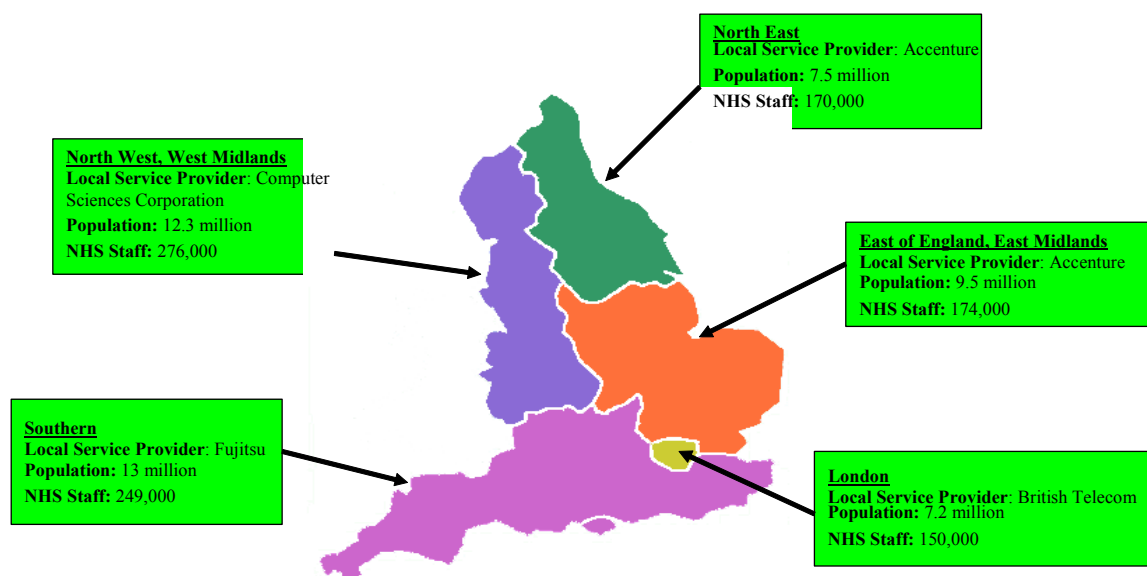 North East
Local Service Provider: Accenture
Population: 7.5 million
NHS Staff: 170,000
North West, West Midlands
Local Service Provider: Computer
Sciences Corporation
Population: 12.3 million
NHS Staff: 276,000
East of England, East Midlands
Local Service Provider: Accenture
Population: 9.5 million
NHS Staff: 174,000
Southern
Local Service Provider: Fujitsu
Population: 13 million
NHS Staff: 249,000
London
Local Service Provider: British Telecom
Population: 7.2 million
NHS Staff: 150,000